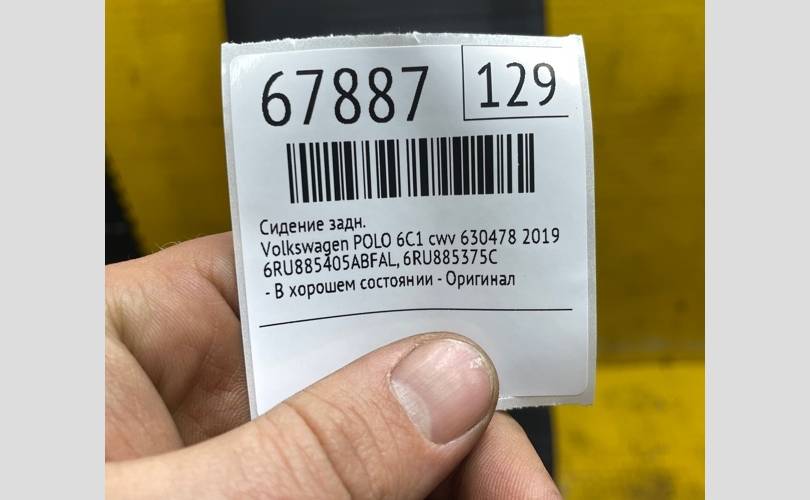 67887 129
Сидение задн.
Volkswagen POLO 6C1 cwv 630478 2019
6RU885405ABFAL, 6RU885375C
- В хорошем состоянии - Оригинал